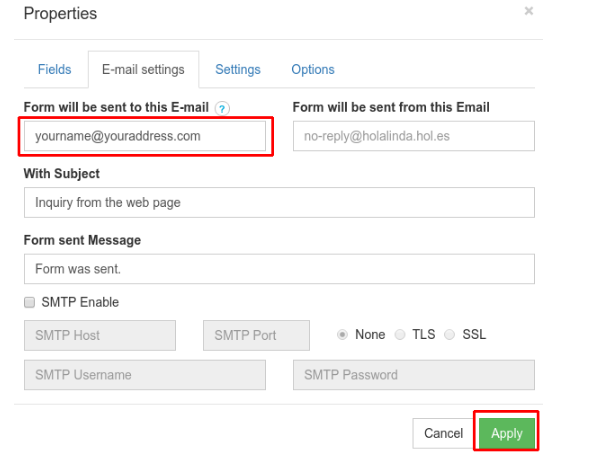 Properties ×
Fields E-mail settings Settings Options
Form will be sent to this E-mail ? Form will be sent from this Email
yourname@youraddress.com no-reply@holalinda.hol.es
With Subject
Inquiry from the web page
Form sent Message
Form was sent.
SMTP Enable
SMTP Host SMTP Port None TLS SSL
SMTP Username SMTP Password
Cancel Apply